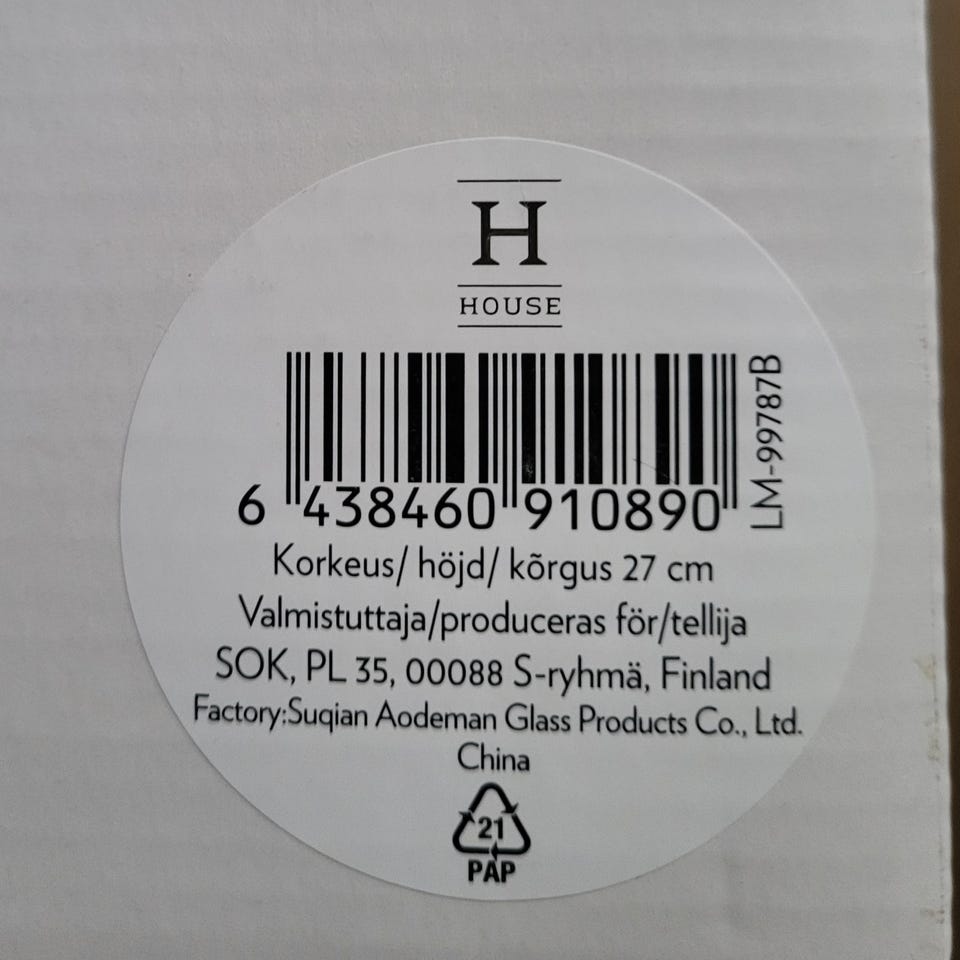 H
HOUSE
LM-99787B
6 438460 910890
Korkeus/ höjd/ kõrgus 27 cm
Valmistuttaja/produceras för/tellija
SOK, PL 35, 00088 S-ryhmä, Finland
Factory:Suqian Aodeman Glass Products Co., Ltd.
China
21
PAP